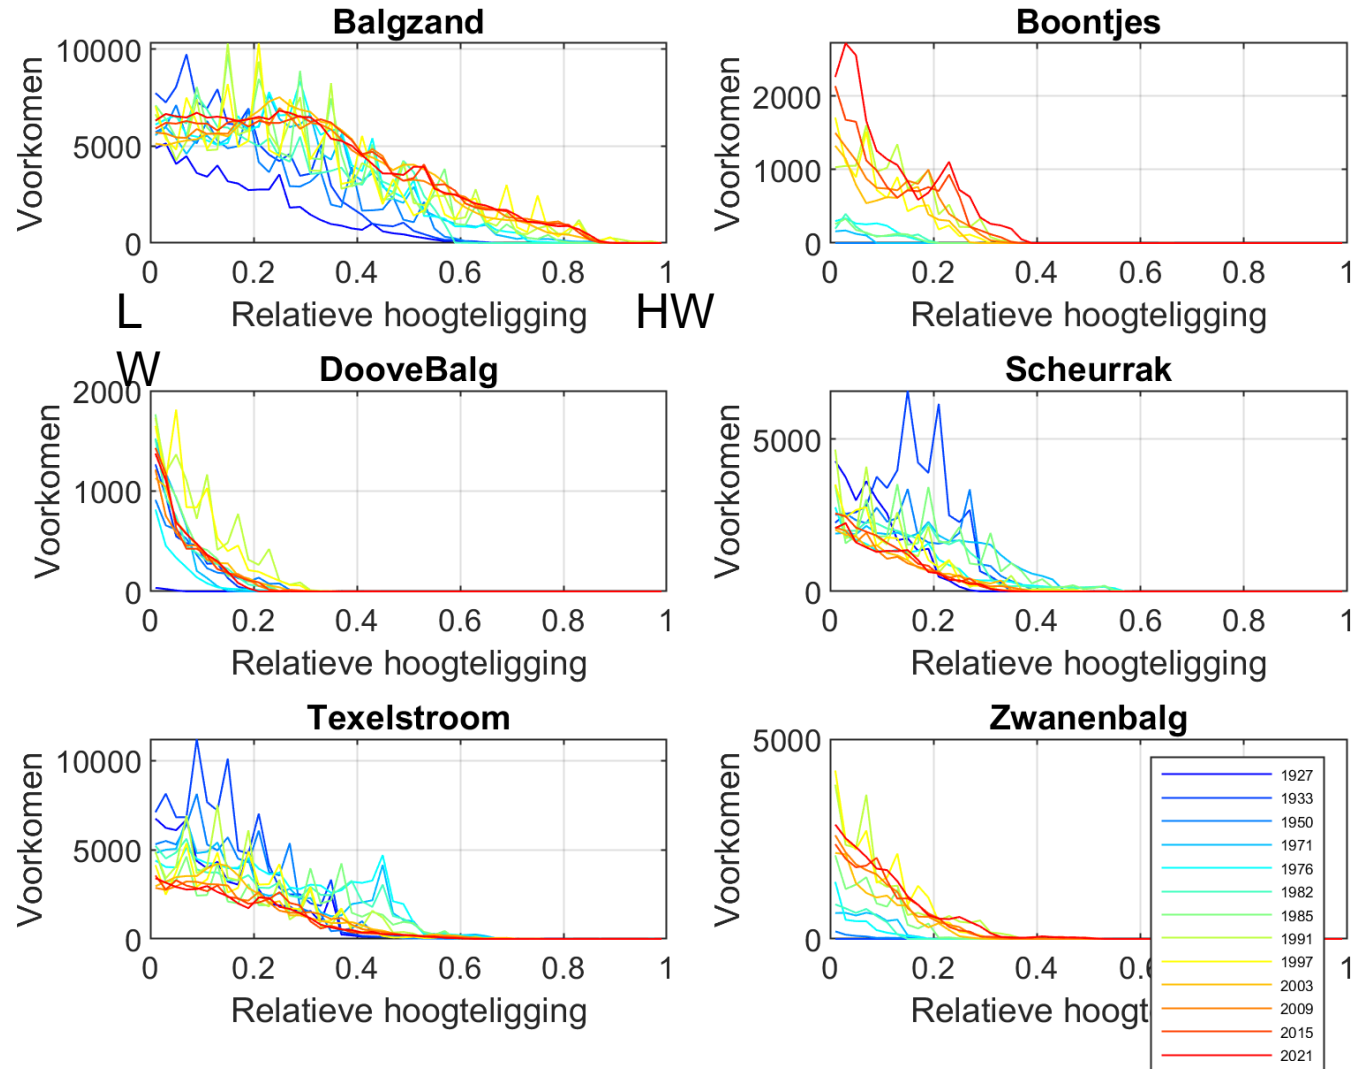 Balgzand
Boontjes
Voorkomen
10000
5000
0
0 0.2 0.4 0.6 0.8 1
Relatieve hoogteligging
Voorkomen
2000
1000
0
0 0.2 0.4 0.6 0.8 1
Relatieve hoogteligging
L
W
HW
DooveBalg
Scheurrak
Voorkomen
2000
1000
0
0 0.2 0.4 0.6 0.8 1
Relatieve hoogteligging
Voorkomen
5000
0
0 0.2 0.4 0.6 0.8 1
Relatieve hoogteligging
Texelstroom
Zwanenbalg
Voorkomen
10000
5000
0
0 0.2 0.4 0.6 0.8 1
Relatieve hoogteligging
Voorkomen
5000
0
0 0.2 0.4 0.6 1
Relatieve hoogt
1927
1933
1950
1971
1976
1982
1985
1991
1997
2003
2009
2015
2021